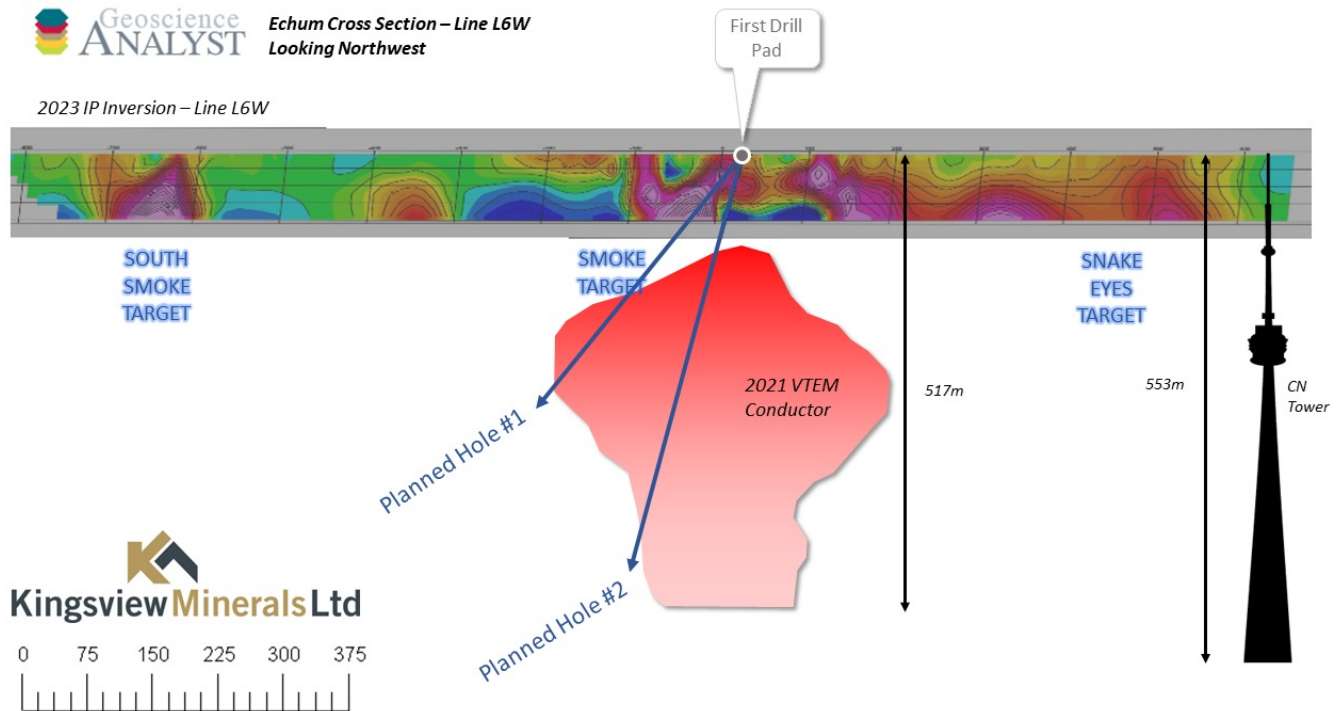 Geoscience
ANALYST
Echum Cross Section – Line L6W
Looking Northwest
First Drill
Pad
2023 IP Inversion – Line L6W
SOUTH
SMOKE
TARGET
SMOKE
TARGET
SNAKE
EYES
TARGET
2021 VTEM
Conductor
517m
553m
CN
Tower
Planned Hole #1
Planned Hole #2
Kingsview Minerals Ltd
0 75 150 225 300 375